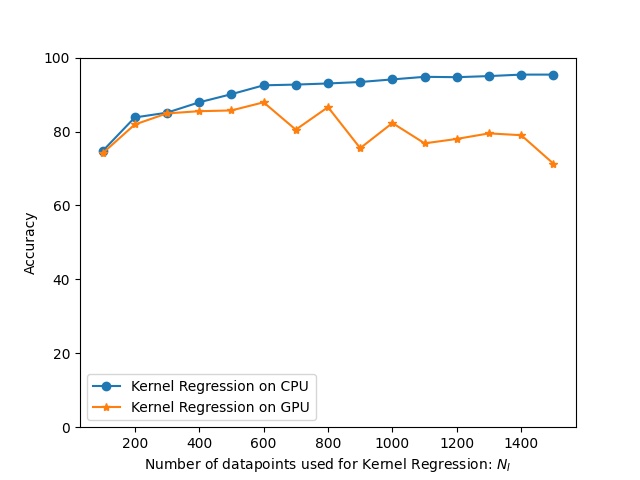 100
80
60
40
20
0
Accuracy
Kernel Regression on CPU
Kernel Regression on GPU
200 400 600 800 1000 1200 1400
Number of datapoints used for Kernel Regression: N_l